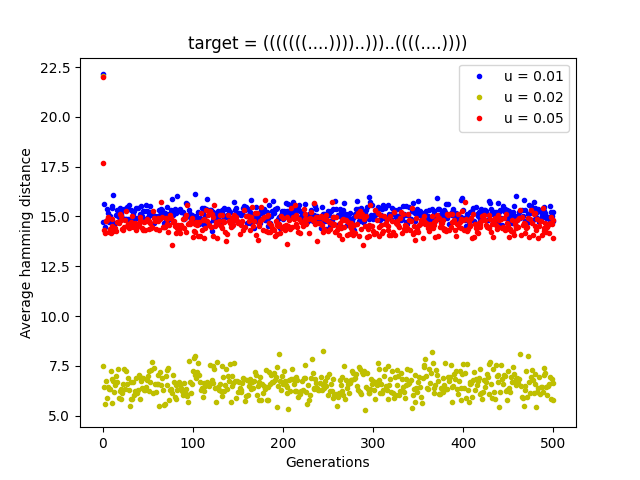 target = (((((((....))))..)))..((((....))))
22.5
20.0
17.5
15.0
12.5
10.0
7.5
5.0
Average hamming distance
u = 0.01
u = 0.02
u = 0.05
0
100
200
300
400
500
Generations